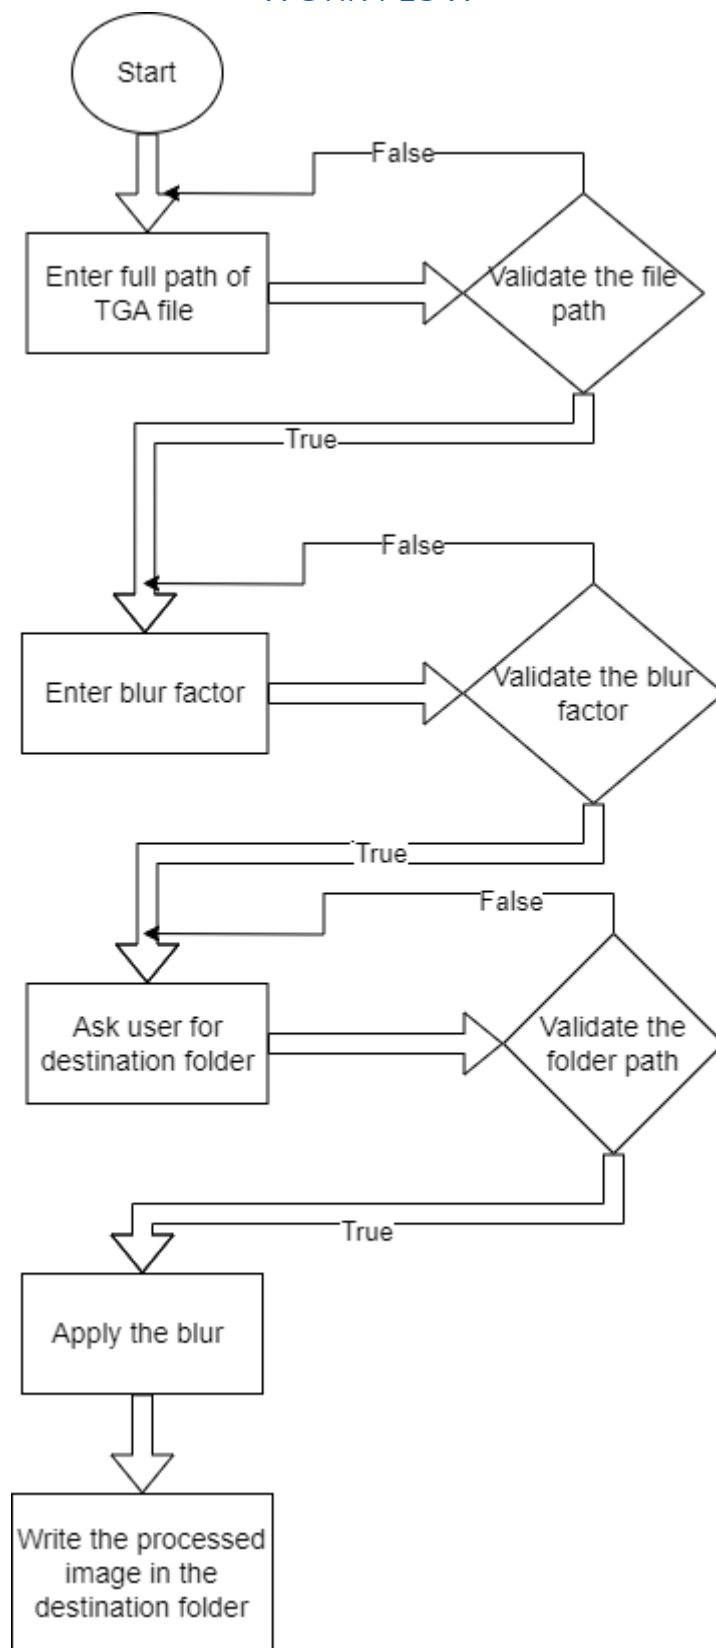 Start
False
Enter full path of
TGA file
Validate the file
path
True
False
Enter blur factor
Validate the blur
factor
True
False
Ask user for
destination folder
Validate the
folder path
True
Apply the blur
Write the processed
image in the
destination folder